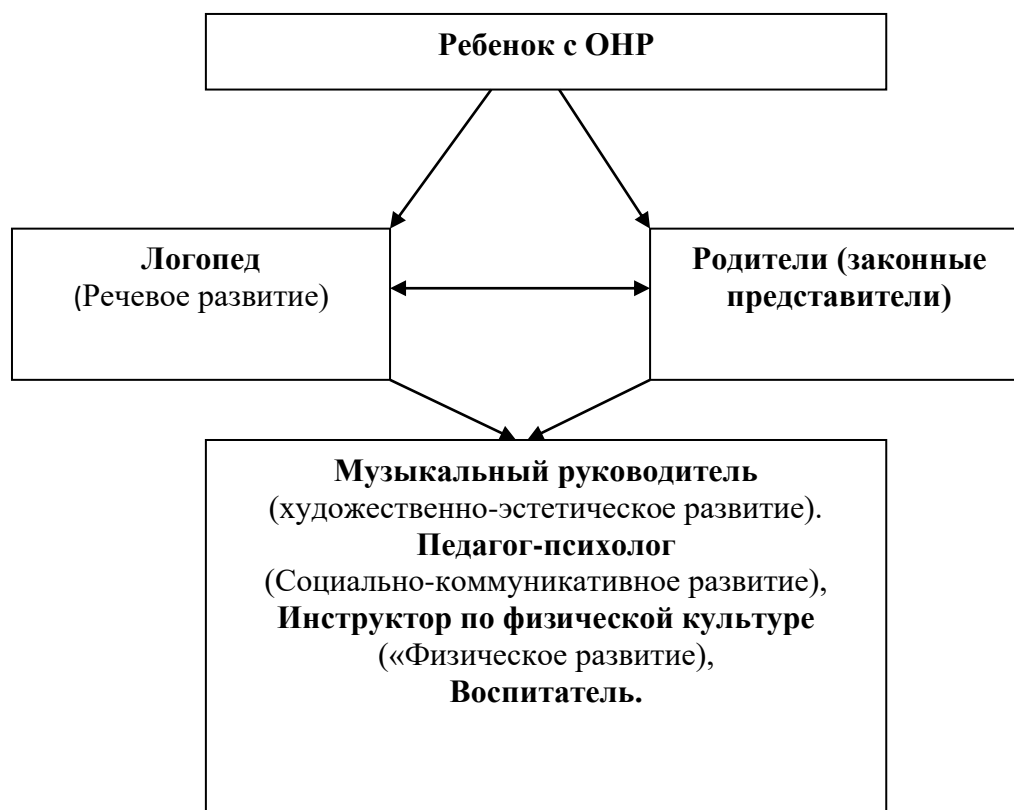 Ребенок с ОНР
Логопед
(Речевое развитие)
Родители (законные
представители)
Музыкальный руководитель
(художественно-эстетическое развитие).
Педагог-психолог
(Социально-коммуникативное развитие),
Инструктор по физической культуре
(«Физическое развитие),
Воспитатель.